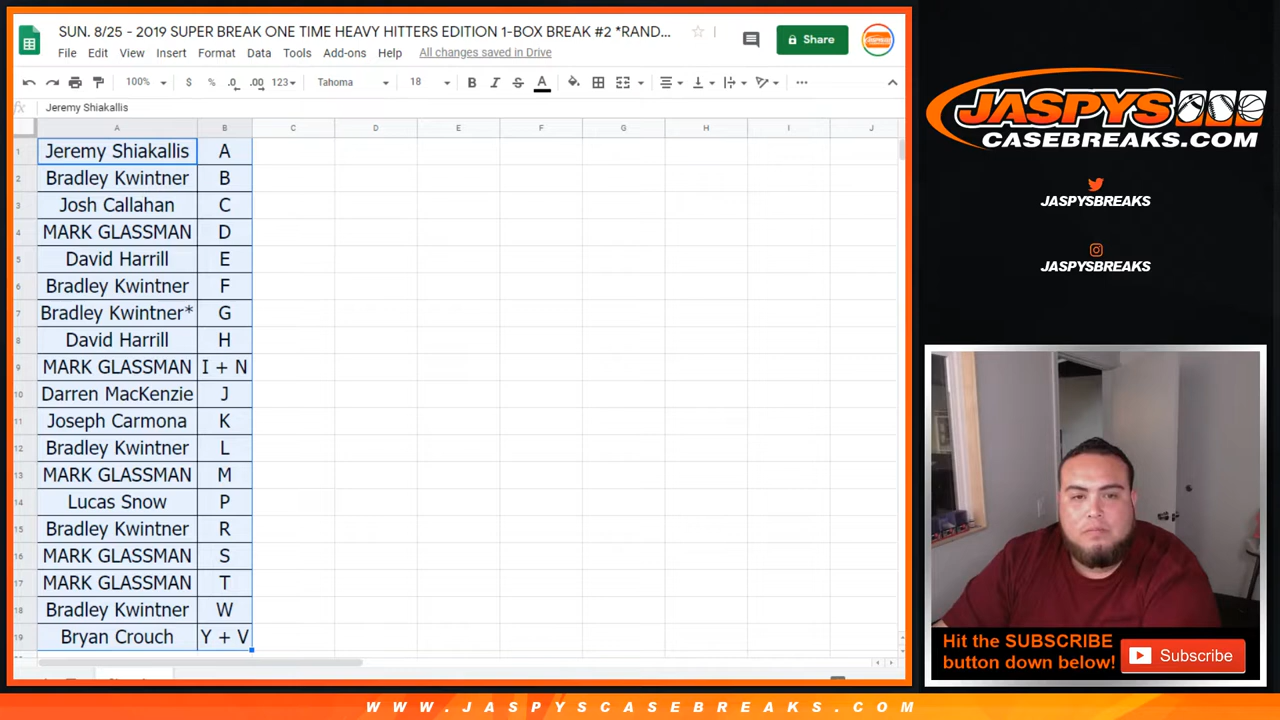 SUN. 8/25 - 2019 SUPER BREAK ONE TIME HEAVY HITTERS EDITION 1-BOX BREAK #2 *RAND...
File Edit View Insert Format Data Tools Add-ons Help All changes saved in Drive
Share
100% $ % .0 .00 123 Tahoma 18 B I S A
fx Jeremy Shiakallis
A B C D E F G H I J
1 Jeremy Shiakallis A
2 Bradley Kwintner B
3 Josh Callahan C
4 MARK GLASSMAN D
5 David Harrill E
6 Bradley Kwintner F
7 Bradley Kwintner* G
8 David Harrill H
9 MARK GLASSMAN I + N
10 Darren MacKenzie J
11 Joseph Carmona K
12 Bradley Kwintner L
13 MARK GLASSMAN M
14 Lucas Snow P
15 Bradley Kwintner R
16 MARK GLASSMAN S
17 MARK GLASSMAN T
18 Bradley Kwintner W
19 Bryan Crouch Y + V
JASPYS
CASEBREAKS.COM
JASPYSBREAKS
JASPYSBREAKS
Hit the SUBSCRIBE
button down below!
Subscribe
WWW.JASPYSCASEBREAKS.COM